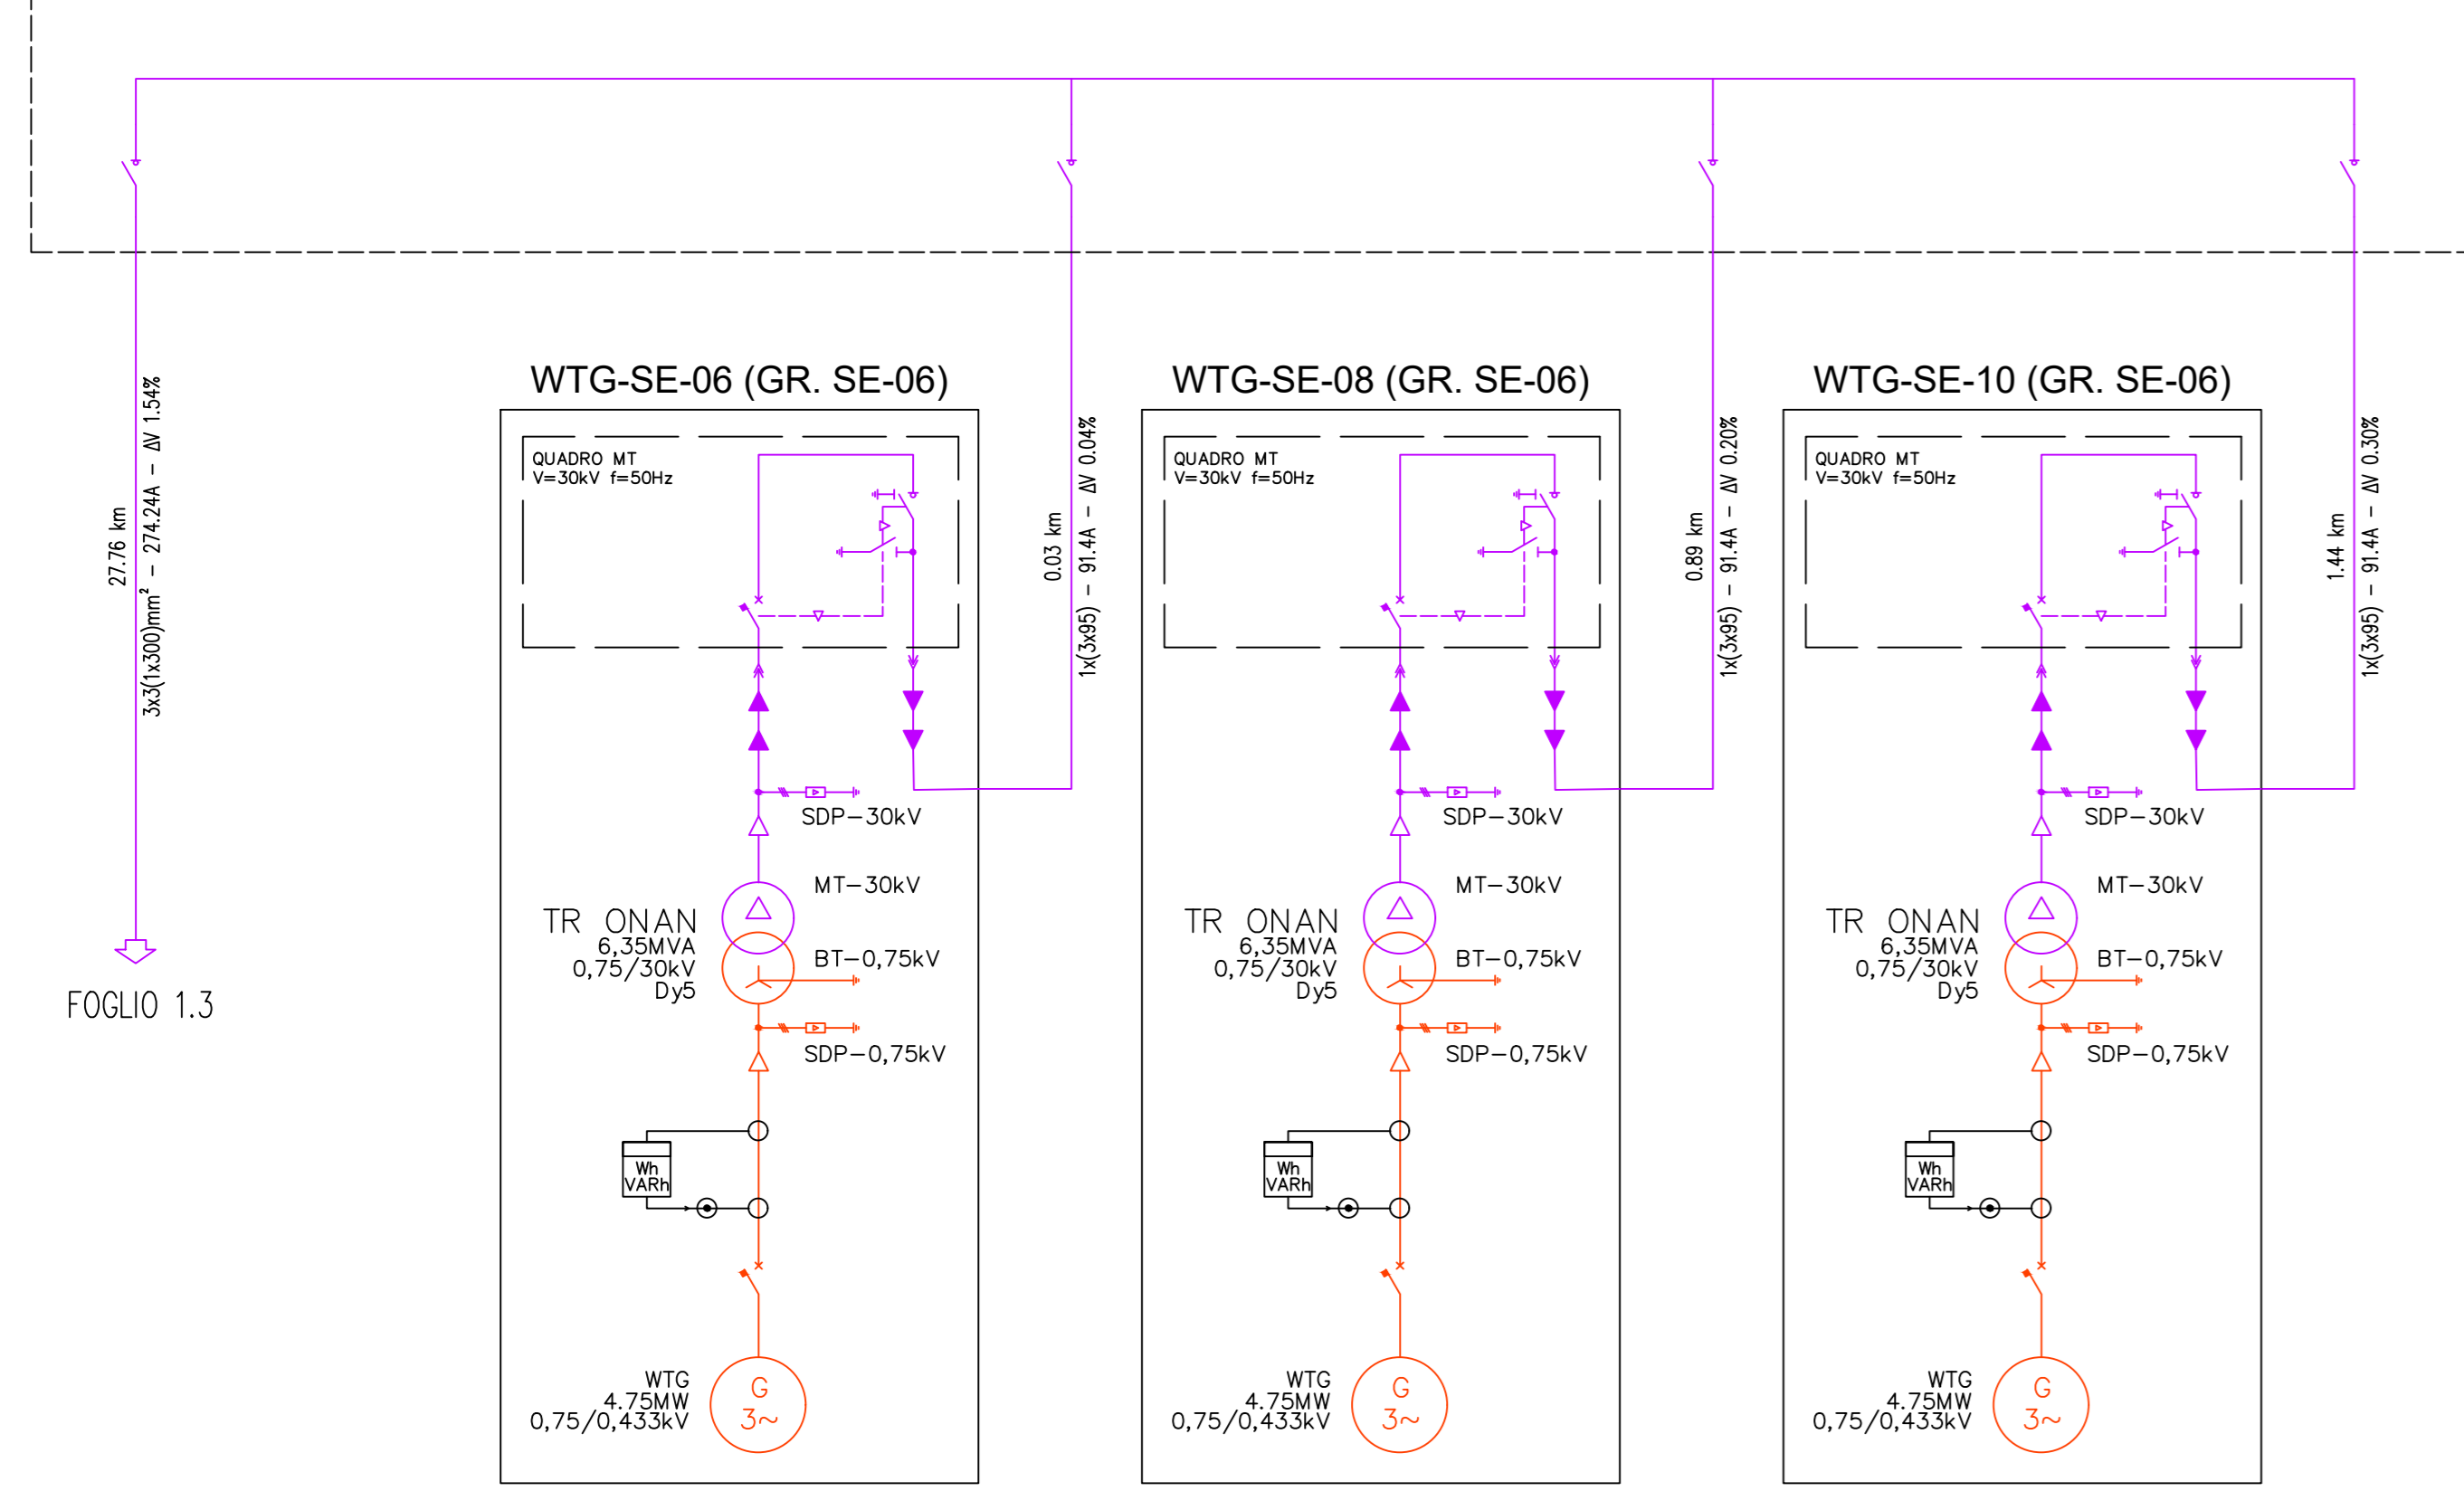 27.76 km
3x3(1x300)mm² – 274.24A – ΔV 1.54%
FOGLIO 1.3
WTG-SE-06 (GR. SE-06)
QUADRO MT
V=30kV f=50Hz
SDP–30kV
MT–30kV
TR ONAN
6,35MVA
0,75/30kV
Dy5
BT–0,75kV
SDP–0,75kV
Wh
VARh
WTG
4.75MW
0,75/0,433kV
G
3~
0.03 km
1x(3x95) – 91.4A – ΔV 0.04%
WTG-SE-08 (GR. SE-06)
QUADRO MT
V=30kV f=50Hz
SDP–30kV
MT–30kV
TR ONAN
6,35MVA
0,75/30kV
Dy5
BT–0,75kV
SDP–0,75kV
Wh
VARh
WTG
4.75MW
0,75/0,433kV
G
3~
0.89 km
1x(3x95) – 91.4A – ΔV 0.20%
WTG-SE-10 (GR. SE-06)
QUADRO MT
V=30kV f=50Hz
SDP–30kV
MT–30kV
TR ONAN
6,35MVA
0,75/30kV
Dy5
BT–0,75kV
SDP–0,75kV
Wh
VARh
WTG
4.75MW
0,75/0,433kV
G
3~
1.44 km
1x(3x95) – 91.4A – ΔV 0.30%